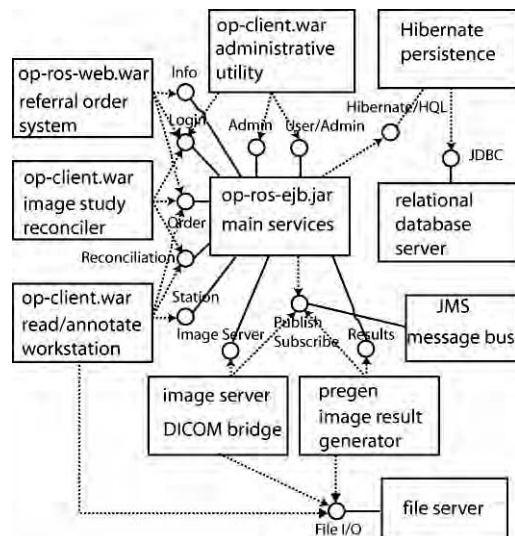 op-client.war
administrative
utility
Hibernate
persistence
op-ros-web.war
referral order
system
Info
Login
Admin
User/Admin
Hibernate/HQL
JDBC
op-client.war
image study
reconciler
op-ros-ejb.jar
main services
relational
database
server
Order
Reconciliation
op-client.war
read/annotate
workstation
Station
Image Server
Publish
Subscribe
Results
JMS
message bus
image server
DICOM bridge
pregen
image result
generator
file server
File I/O